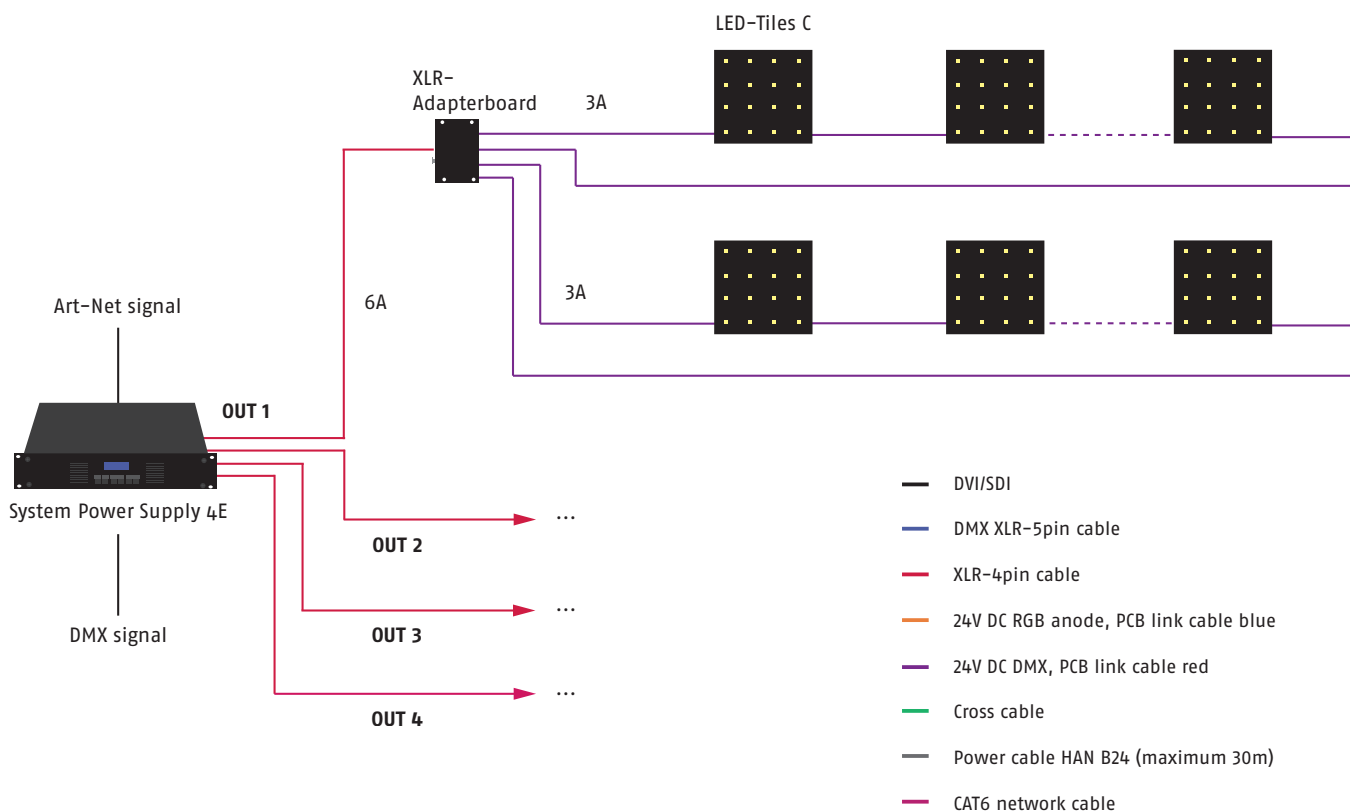 LED-Tiles C
XLR-
Adapterboard
3A
6A
3A
Art-Net signal
OUT 1
System Power Supply 4E
DMX signal
...
OUT 2
...
OUT 3
...
OUT 4
DVI/SDI
DMX XLR-5pin cable
XLR-4pin cable
24V DC RGB anode, PCB link cable blue
24V DC DMX, PCB link cable red
Cross cable
Power cable HAN B24 (maximum 30m)
CAT6 network cable